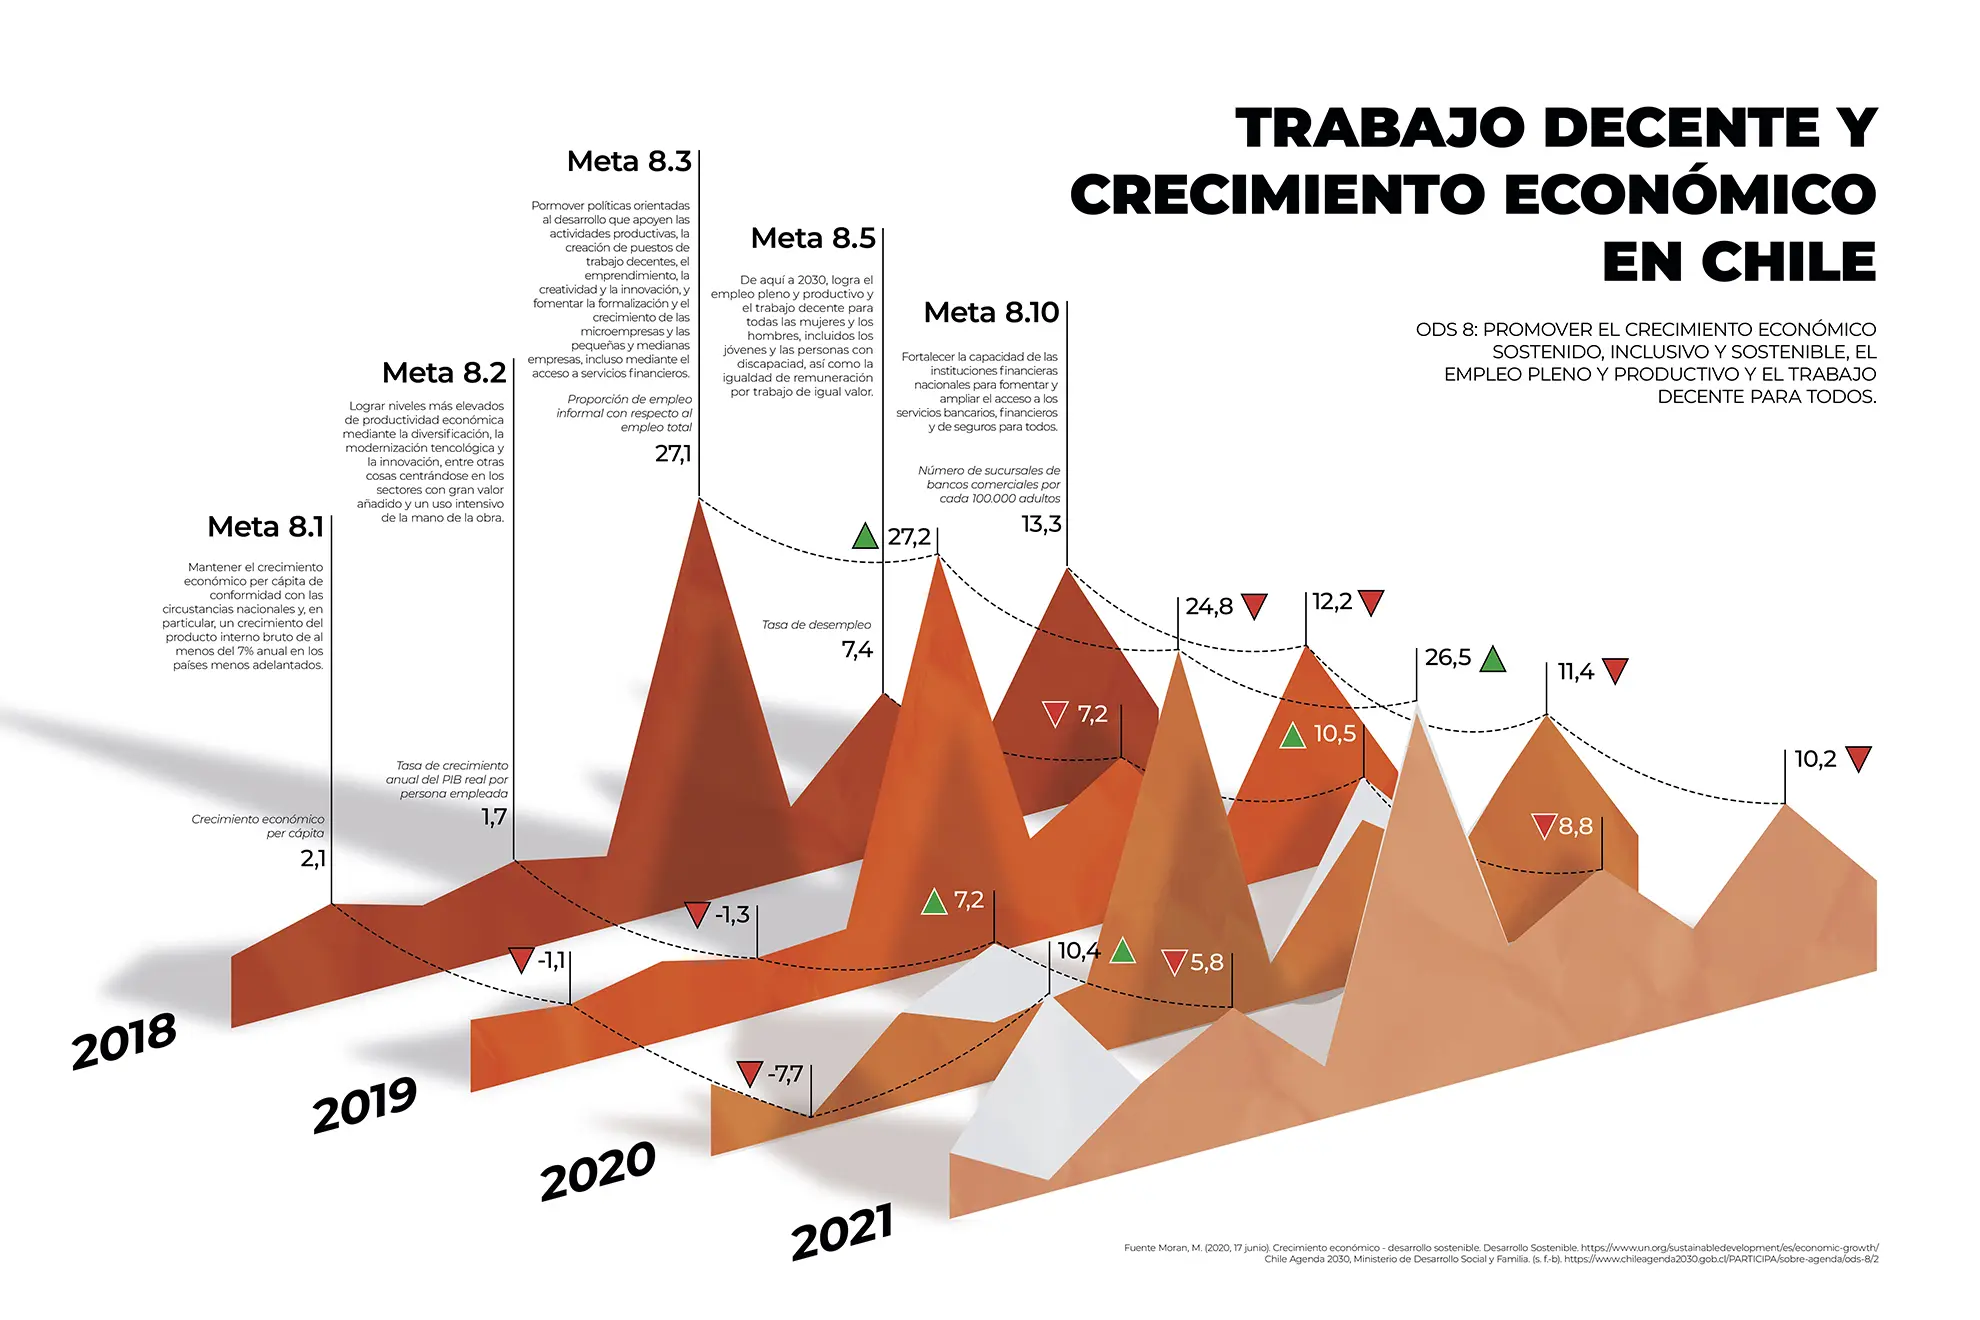 TRABAJO DECENTE Y
CRECIMIENTO ECONÓMICO
EN CHILE
ODS 8: PROMOVER EL CRECIMIENTO ECONÓMICO
SOSTENIDO, INCLUSIVO Y SOSTENIBLE, EL
EMPLEO PLENO Y PRODUCTIVO Y EL TRABAJO
DECENTE PARA TODOS.
Meta 8.1
Mantener el crecimiento
económico per cápita de
conformidad con las
circustancias nacionales y, en
particular, un crecimiento del
producto interno bruto de al
menos del 7% anual en los
países menos adelantados.
Crecimiento económico
per cápita
2,1
Meta 8.2
Lograr niveles más elevados
de productividad económica
mediante la diversificación, la
modernización tencológica y
la innovación, entre otras
cosas centrándose en los
sectores con gran valor
añadido y un uso intensivo
de la mano de la obra.
Tasa de crecimiento
anual del PIB real por
persona empleada
1,7
Meta 8.3
Pormover políticas orientadas
al desarrollo que apoyen las
actividades productivas, la
creación de puestos de
trabajo decentes, el
emprendimiento, la
creatividad y la innovación, y
fomentar la formalización y el
crecimiento de las
microempresas y las
pequeñas y medianas
empresas, incluso mediante el
acceso a servicios financieros.
Proporción de empleo
informal con respecto al
empleo total
27,1
Meta 8.5
De aquí a 2030, logra el
empleo pleno y productivo y
el trabajo decente para
todas las mujeres y los
hombres, incluidos los
jóvenes y las personas con
discapaciad, así como la
igualdad de remuneración
por trabajo de igual valor.
Tasa de desempleo
7,4
Meta 8.10
Fortalecer la capacidad de las
instituciones financieras
nacionales para fomentar y
ampliar el acceso a los
servicios bancarios, financieros
y de seguros para todos.
Número de sucursales de
bancos comerciales por
cada 100.000 adultos
13,3
27,2
24,8
12,2
26,5
11,4
7,2
10,5
10,2
8,8
-1,3
7,2
-1,1
10,4
5,8
-7,7
2018
2019
2020
2021
Fuente Moran, M. (2020, 17 junio). Crecimiento económico - desarrollo sostenible. Desarrollo Sostenible. https://www.un.org/sustainabledevelopment/es/economic-growth/
Chile Agenda 2030, Ministerio de Desarrollo Social y Familia. (s. f.-b). https://www.chileagenda2030.gob.cl/PARTICIPA/sobre-agenda/ods-8/2